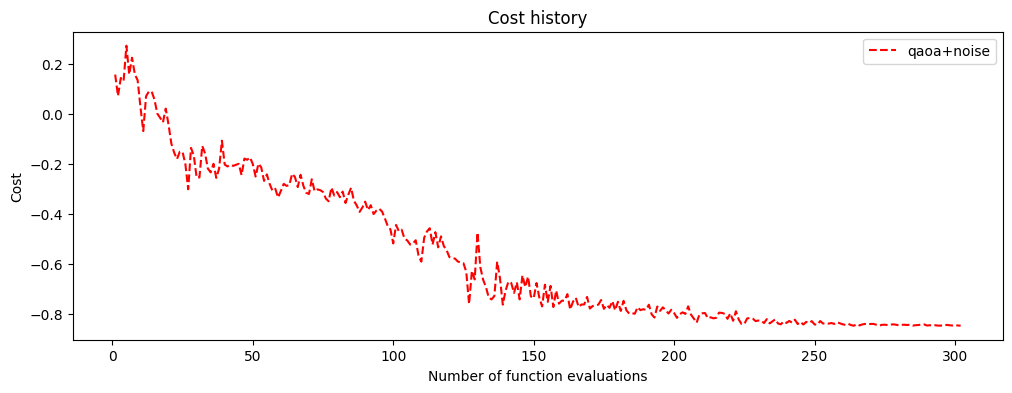 Cost history
qaoa+noise
0.2
0.0
−0.2
−0.4
−0.6
−0.8
Cost
0 50 100 150 200 250 300
Number of function evaluations